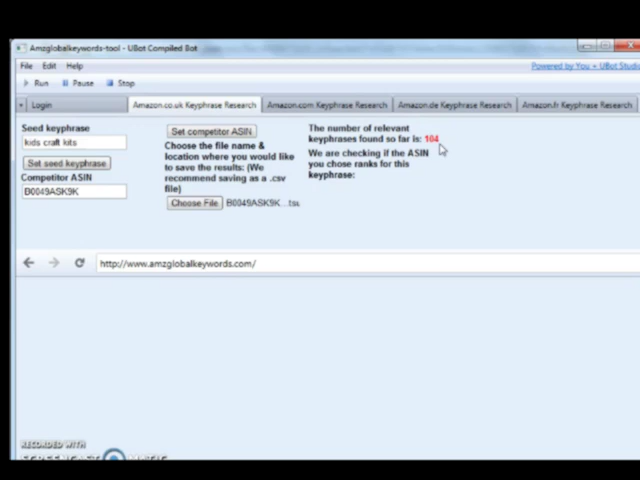 Amzglobalkeywords-tool - UBot Compiled Bot
File Edit Help
Powered by You + UBot Studio
Run Pause Stop
Login
Amazon.co.uk Keyphrase Research
Amazon.com Keyphrase Research
Amazon.de Keyphrase Research
Amazon.fr Keyphrase Research
Seed keyphrase
kids craft kits
Set seed keyphrase
Competitor ASIN
B0049ASK9K
Set competitor ASIN
Choose the file name &
location where you would like
to save the results: (We
recommend saving as a .csv
file)
Choose File B0049ASK9K...
The number of relevant
keyphrases found so far is: 104
We are checking if the ASIN
you chose ranks for this
keyphrase:
http://www.amzglobalkeywords.com/
RECORDED WITH